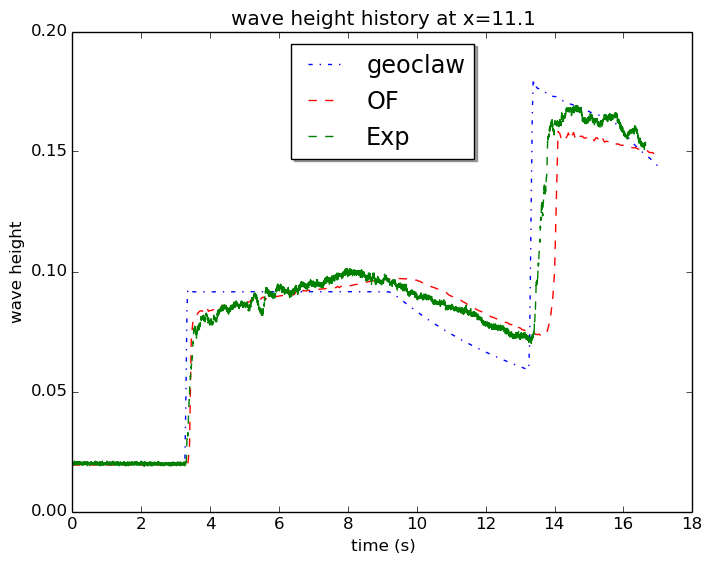 wave height history at x=11.1
0.20
0.15
0.10
0.05
0.00
wave height
geoclaw
OF
Exp
0 2 4 6 8 10 12 14 16 18
time (s)